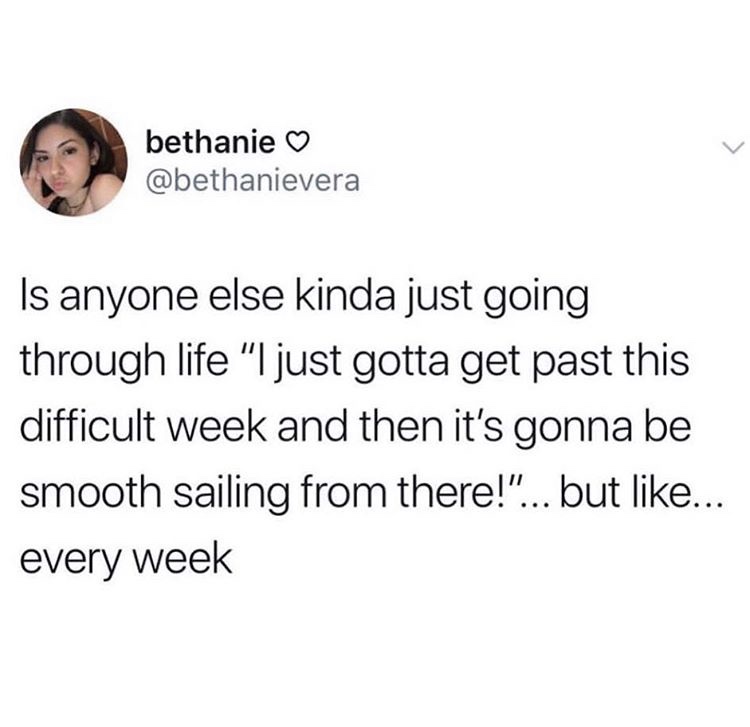 bethanie ♡
@bethanievera
Is anyone else kinda just going
through life "I just gotta get past this
difficult week and then it's gonna be
smooth sailing from there!"... but like...
every week